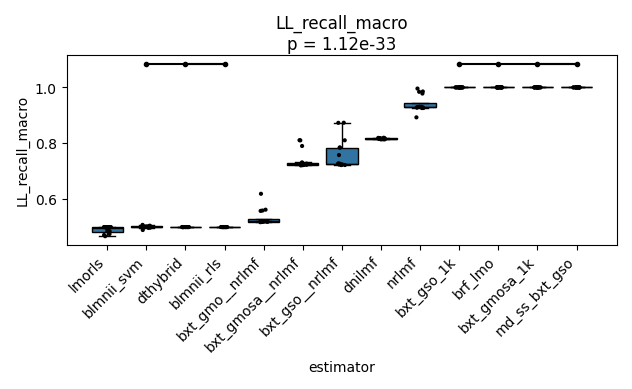 LL_recall_macro
p = 1.12e-33
LL_recall_macro
1.0
0.8
0.6
lmorls
blmnii_svm
dthybrid
blmnii_rls
bxt_gmo__nrlmf
bxt_gmosa__nrlmf
bxt_gso__nrlmf
dnilmf
nrlmf
bxt_gso_1k
brf_lmo
bxt_gmosa_1k
md_ss_bxt_gso
estimator